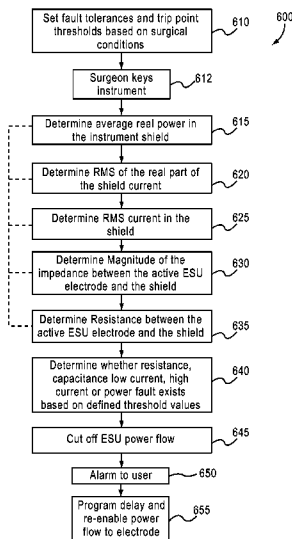 Set fault tolerances and trip point
thresholds based on surgical
conditions
610
600
Surgeon keys
instrument
612
Determine average real power in
the instrument shield
615
Determine RMS of the real part of
the shield current
620
Determine RMS current in the
shield
625
Determine Magnitude of the
impedance between the active ESU
electrode and the shield
630
Determine Resistance between the
active ESU electrode and the shield
635
Determine whether resistance,
capacitance low current, high
current or power fault exists
based on defined threshold values
640
Cut off ESU power flow
645
Alarm to user
650
Program delay and
re-enable power
flow to electrode
655